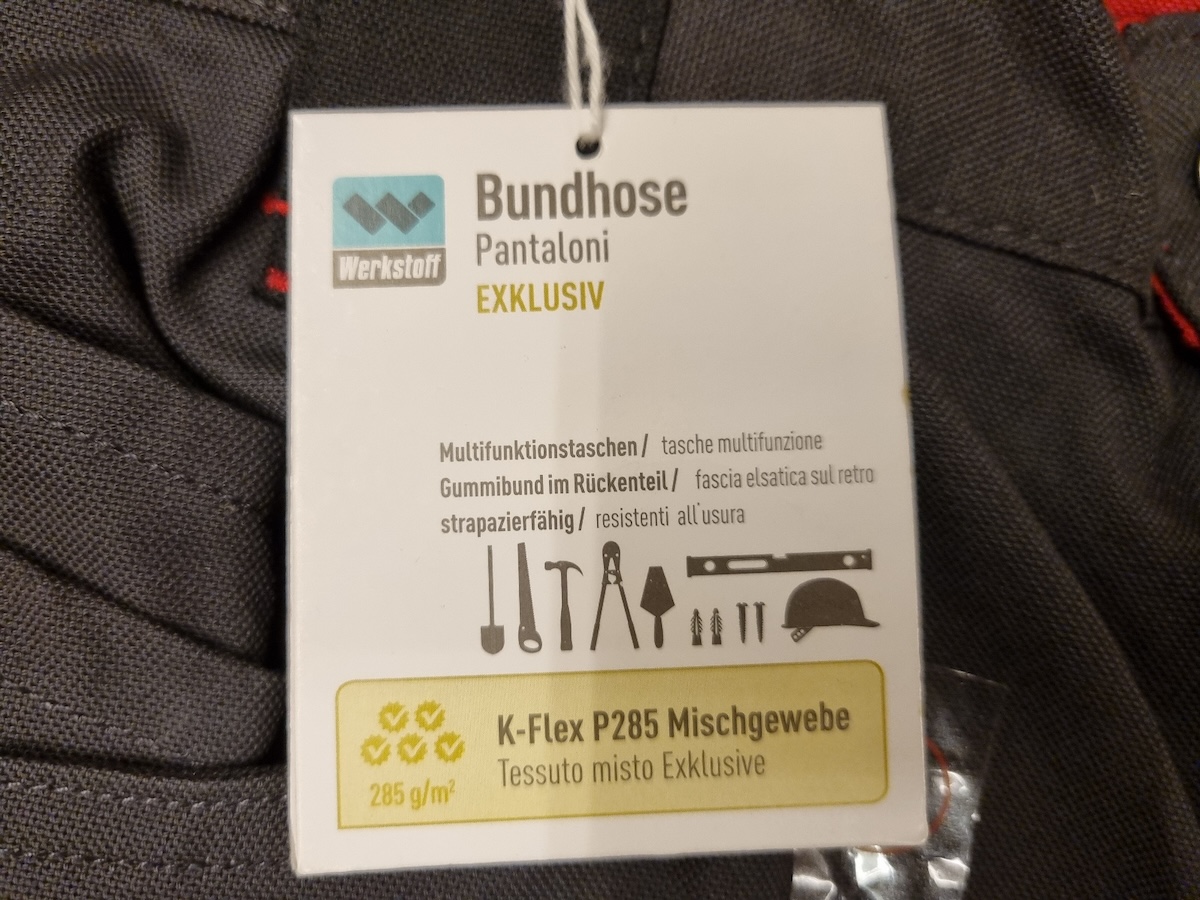 Bundhose
Pantaloni
EXKLUSIV
Werkstoff
Multifunktionstaschen / tasche multifunzione
Gummibund im Rückenteil / fascia elsatica sul retro
strapazierfähig / resistenti all'usura
K-Flex P285 Mischgewebe
Tessuto misto Exklusive
285 g/m²